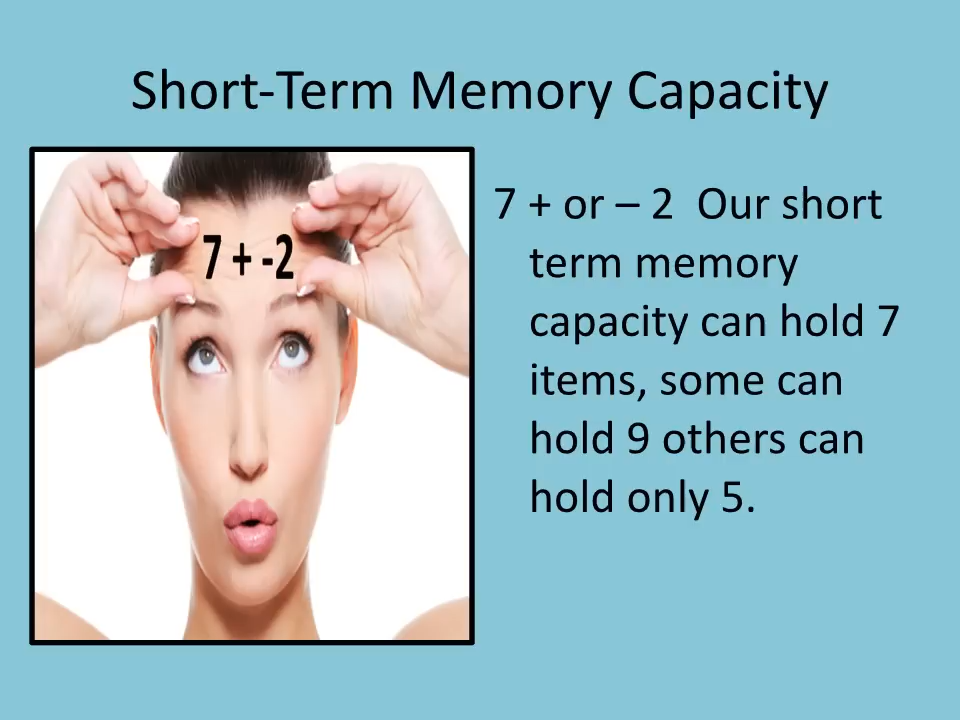 Short-Term Memory Capacity
7 + -2
7 + or – 2  Our short
term memory
capacity can hold 7
items, some can
hold 9 others can
hold only 5.